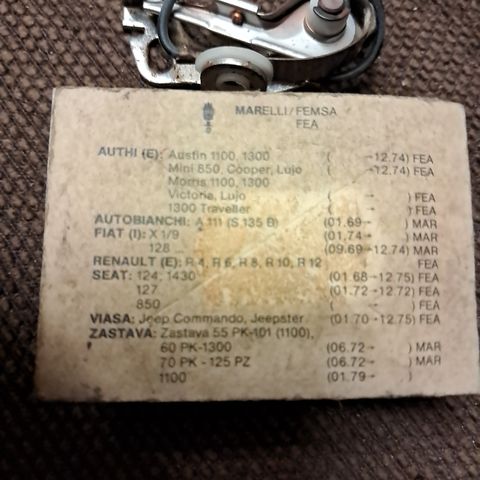 MARELLI/FEMSA
FEA
AUTHI (E): Austin 1100, 1300 ( →12.74) FEA
Mini 850, Cooper, Lujo ( →12.74) FEA
Morris 1100, 1300
Victoria, Lujo ( → ) FEA
1300 Traveller ( → ) FEA
AUTOBIANCHI: A 111 (S 135 B) (01.69→ ) MAR
FIAT (I): X 1/9 (01.74→ ) MAR
128 ... (09.69→12.74) MAR
RENAULT (E): R 4, R 6, R 8, R 10, R 12 FEA
SEAT: 124, 1430 (01.68→12.75) FEA
127 (01.72→12.72) FEA
850 ( → ) FEA
VIASA: Jeep Commando, Jeepster (01.70→12.75) FEA
ZASTAVA: Zastava 55 PK-101 (1100),
60 PK-1300 (06.72→ ) MAR
70 PK - 125 PZ (06.72→ ) MAR
1100 (01.79→ )